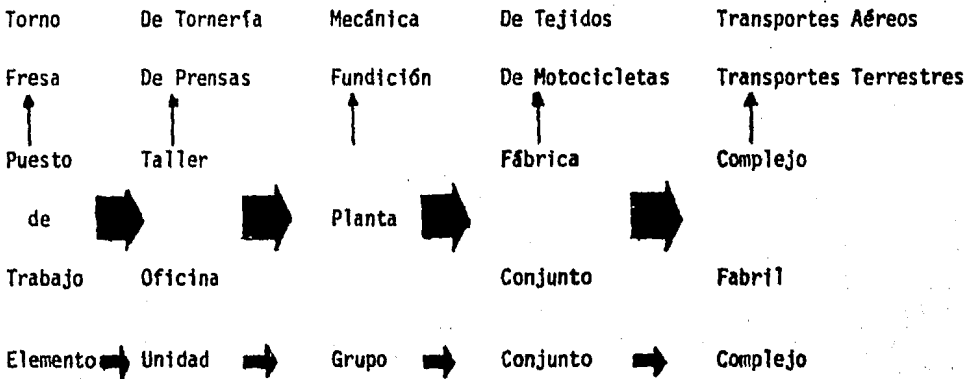 Torno De Tornería Mecánica De Tejidos Transportes Aéreos
Fresa De Prensas Fundición De Motocicletas Transportes Terrestres
Puesto Taller Fábrica Complejo
de Planta
Trabajo Oficina Conjunto Fabril
Elemento Unidad Grupo Conjunto Complejo